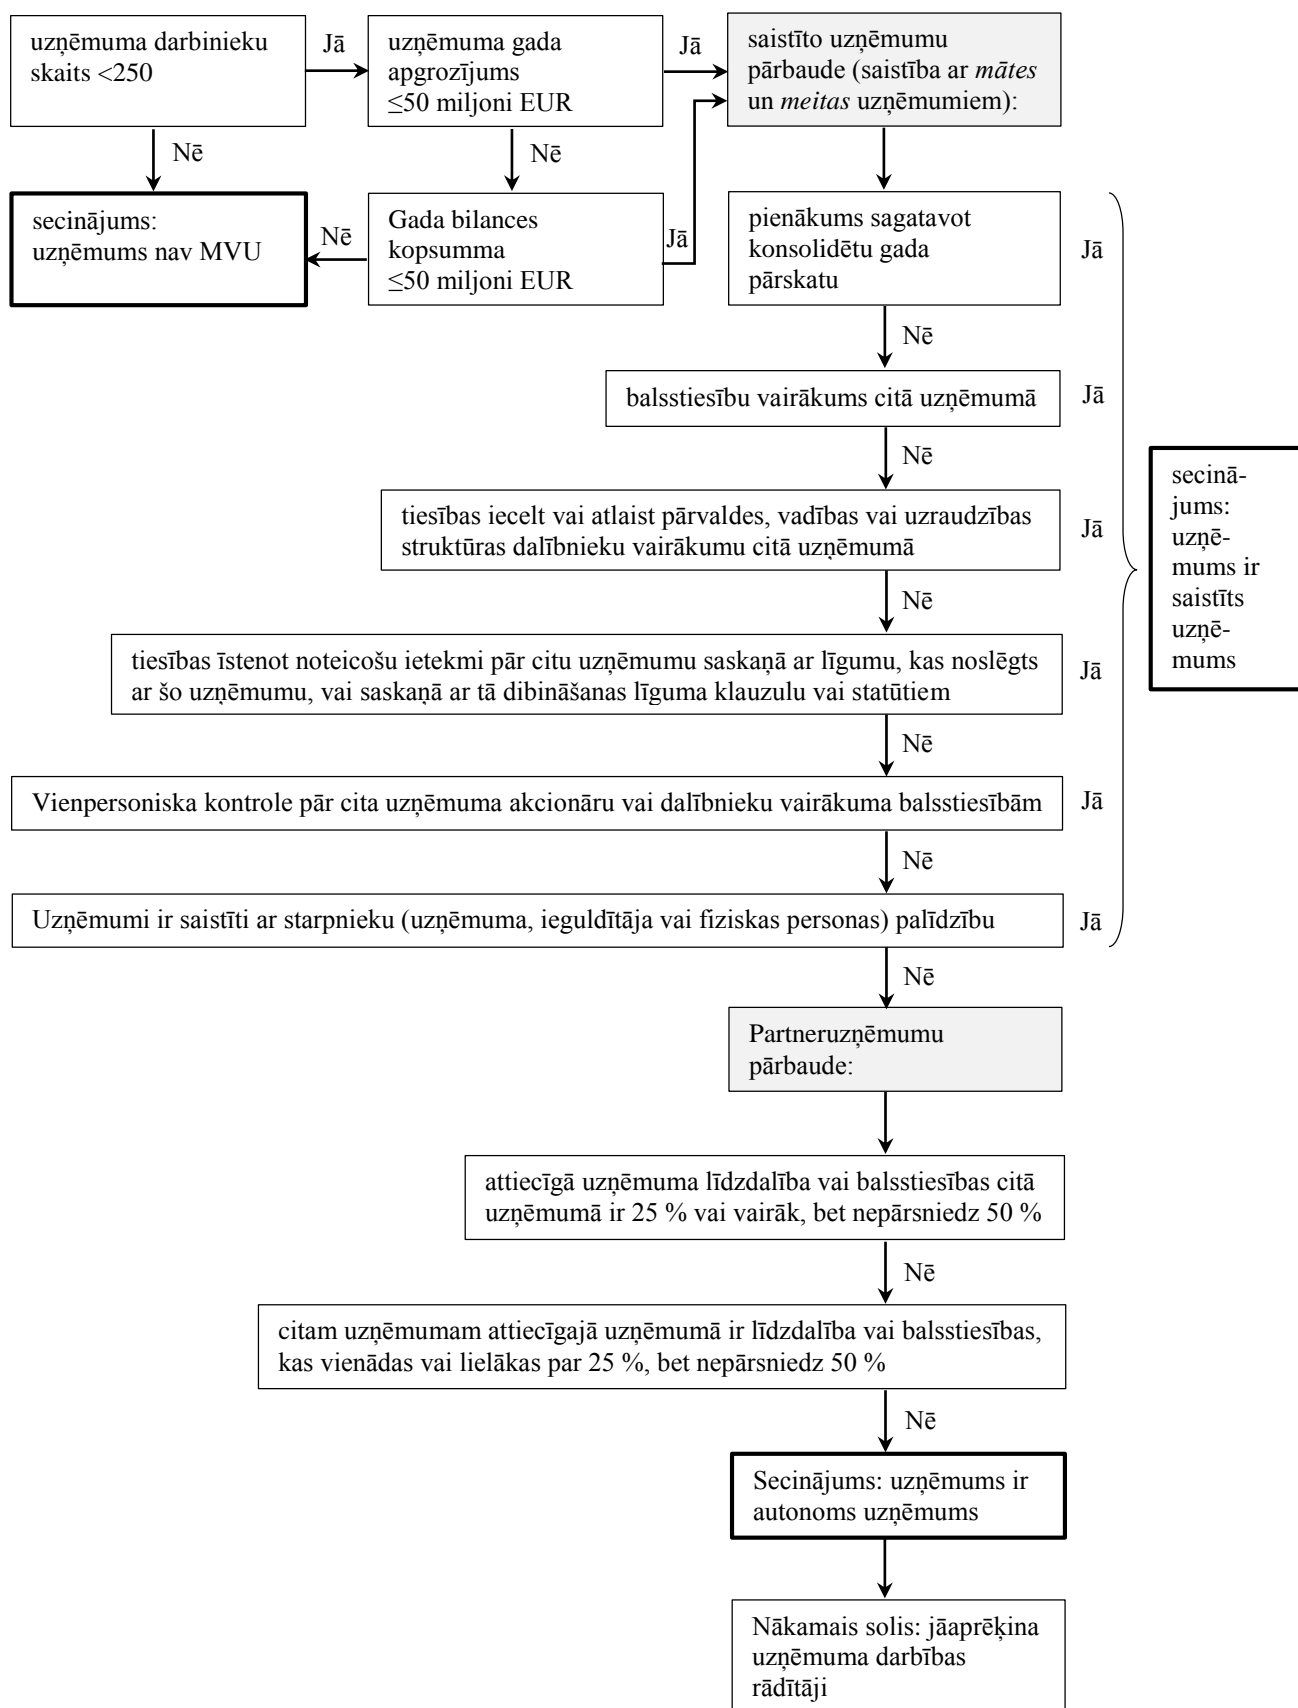 uzņēmuma darbinieku
skaits <250
Jā
uzņēmuma gada
apgrozījums
≤50 miljoni EUR
Jā
saistīto uzņēmumu
pārbaude (saistība ar mātes
un meitas uzņēmumiem):
Nē
Nē
secinājums:
uzņēmums nav MVU
Nē
Gada bilances
kopsumma
≤50 miljoni EUR
Jā
pienākums sagatavot
konsolidētu gada
pārskatu
Jā
Nē
balsstiesību vairākums citā uzņēmumā
Jā
Nē
tiesības iecelt vai atlaist pārvaldes, vadības vai uzraudzības
struktūras dalībnieku vairākumu citā uzņēmumā
Jā
secinā-
jums:
uzņē-
mums ir
saistīts
uzņē-
mums
Nē
tiesības īstenot noteicošu ietekmi pār citu uzņēmumu saskaņā ar līgumu, kas noslēgts
ar šo uzņēmumu, vai saskaņā ar tā dibināšanas līguma klauzulu vai statūtiem
Jā
Nē
Vienpersoniska kontrole pār cita uzņēmuma akcionāru vai dalībnieku vairākuma balsstiesībām
Jā
Nē
Uzņēmumi ir saistīti ar starpnieku (uzņēmuma, ieguldītāja vai fiziskas personas) palīdzību
Jā
Nē
Partneruzņēmumu
pārbaude:
attiecīgā uzņēmuma līdzdalība vai balsstiesības citā
uzņēmumā ir 25 % vai vairāk, bet nepārsniedz 50 %
Nē
citam uzņēmumam attiecīgajā uzņēmumā ir līdzdalība vai balsstiesības,
kas vienādas vai lielākas par 25 %, bet nepārsniedz 50 %
Nē
Secinājums: uzņēmums ir
autonoms uzņēmums
Nākamais solis: jāaprēķina
uzņēmuma darbības
rādītāji